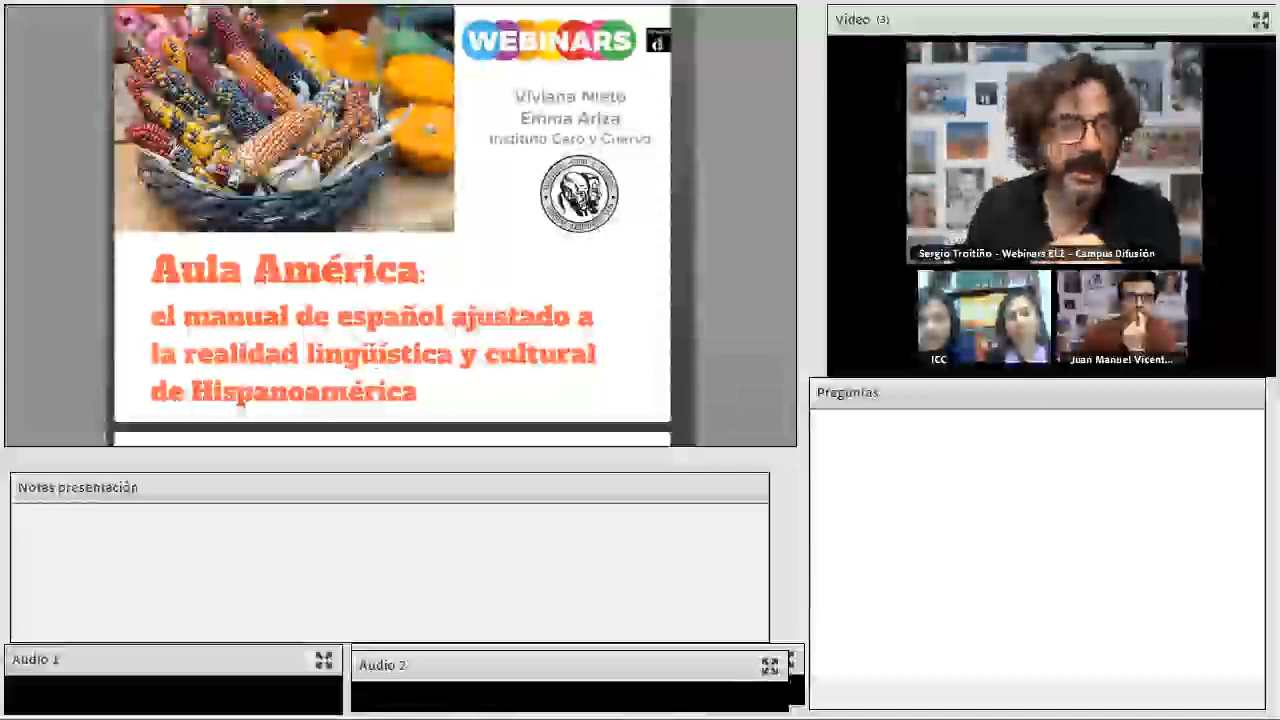 WEBINARS
d
Viviana Nieto
Emma Ariza
Instituto Caro y Cuervo
Aula América:
el manual de español ajustado a
la realidad lingüística y cultural
de Hispanoamérica
Video (3)
Sergio Troitiño - Webinars ELE - Campus Difusión
ICC
Juan Manuel Vicent...
Preguntas
Notas presentación
Audio 1
Audio 2